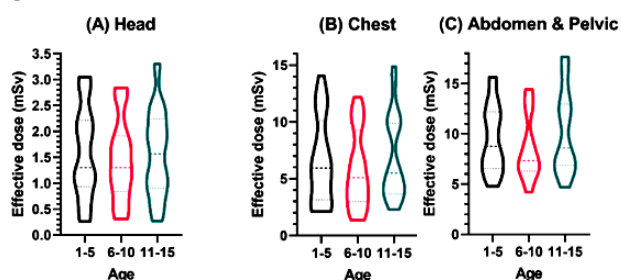 (A) Head
Effective dose (mSv)
3.5
3.0
2.5
2.0
1.5
1.0
0.5
0.0
1-5 6-10 11-15
Age
(B) Chest
Effective dose (mSv)
15
10
5
0
1-5 6-10 11-15
Age
(C) Abdomen & Pelvic
Effective dose (mSv)
15
10
5
0
1-5 6-10 11-15
Age